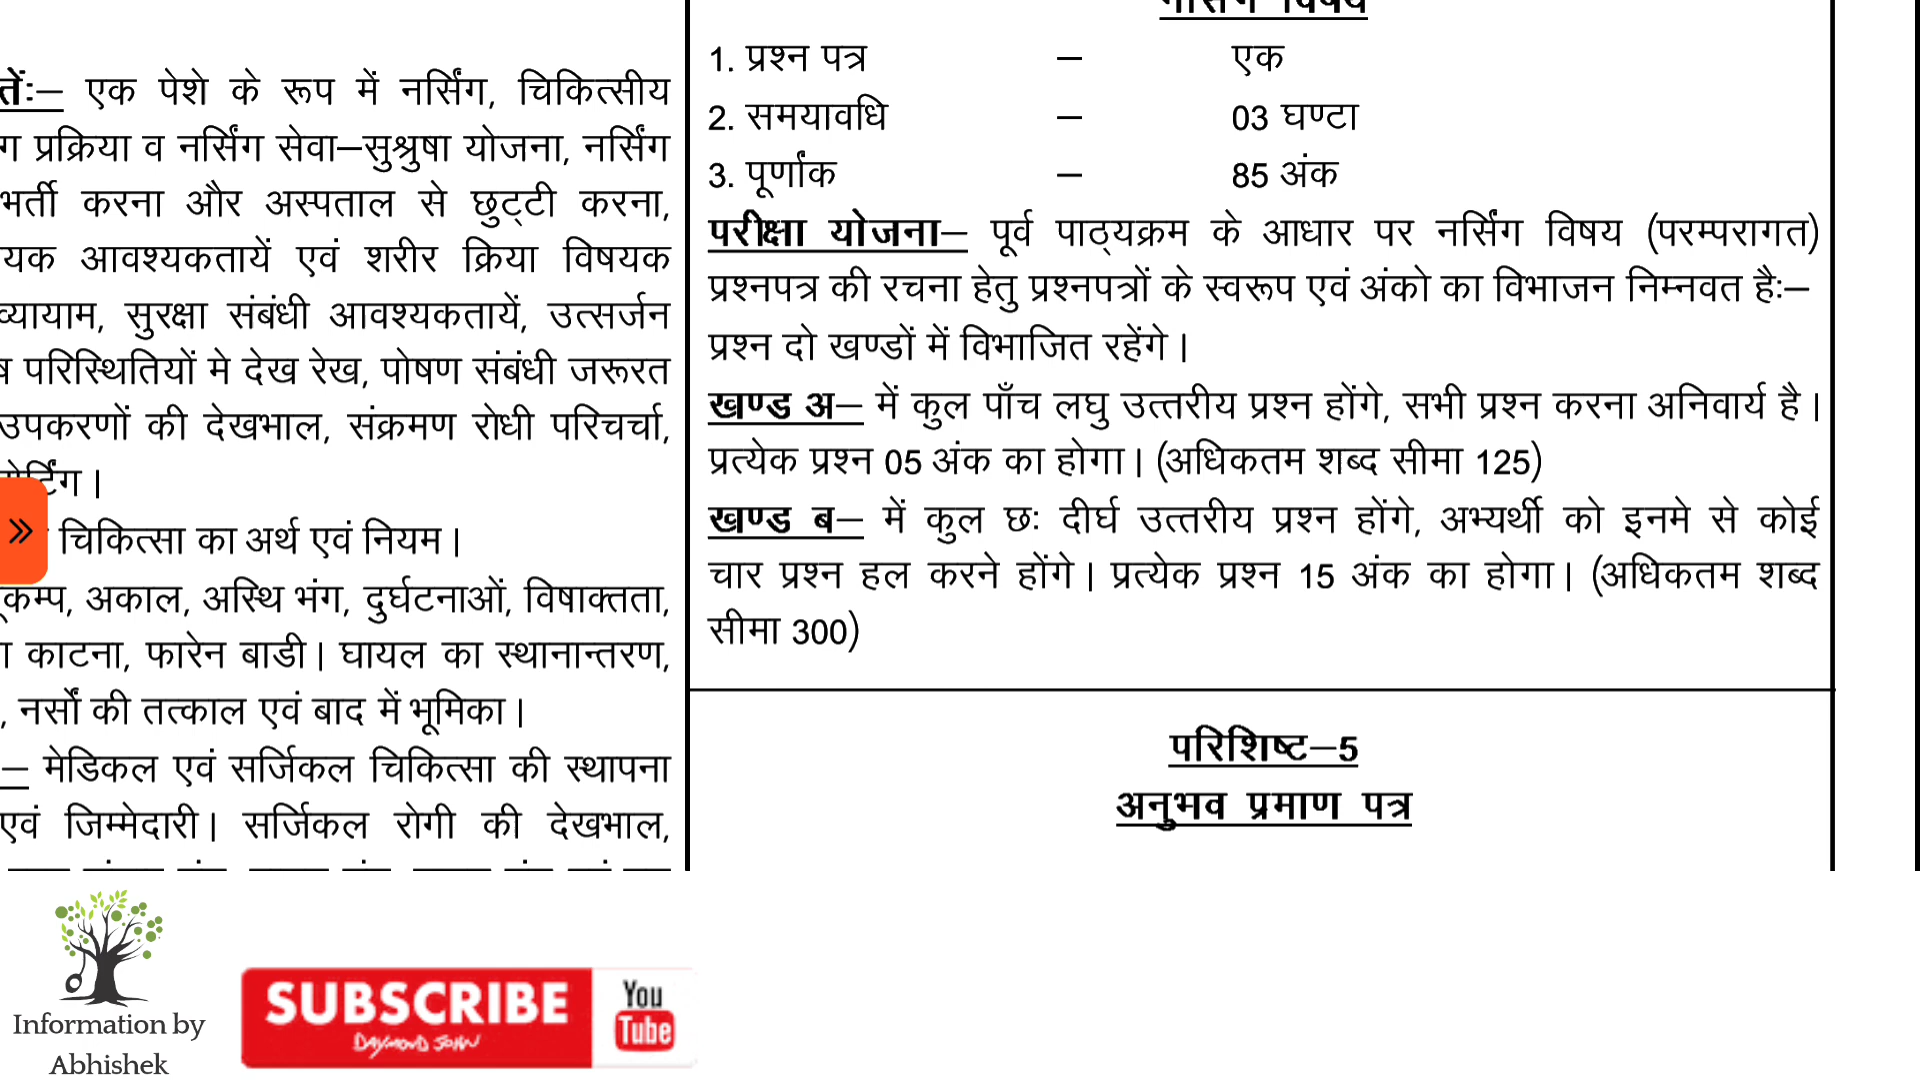 तें:– एक पेशे के रूप में नर्सिंग, चिकित्सीय
ग प्रक्रिया व नर्सिंग सेवा–सुश्रुषा योजना, नर्सिंग
भर्ती करना और अस्पताल से छुट्टी करना,
यक आवश्यकतायें एवं शरीर क्रिया विषयक
व्यायाम, सुरक्षा संबंधी आवश्यकतायें, उत्सर्जन
परिस्थितियों मे देख रेख, पोषण संबंधी जरूरत
उपकरणों की देखभाल, संक्रमण रोधी परिचर्चा,
चिकित्सा का अर्थ एवं नियम।
अकाल, अस्थि भंग, दुर्घटनाओं, विषाक्तता,
काटना, फारेन बाडी। घायल का स्थानान्तरण,
, नर्सों की तत्काल एवं बाद में भूमिका।
– मेडिकल एवं सर्जिकल चिकित्सा की स्थापना
एवं जिम्मेदारी। सर्जिकल रोगी की देखभाल,
नर्सिंग विषय
1. प्रश्न पत्र – एक
2. समयावधि – 03 घण्टा
3. पूर्णांक – 85 अंक
परीक्षा योजना– पूर्व पाठ्यक्रम के आधार पर नर्सिंग विषय (परम्परागत)
प्रश्नपत्र की रचना हेतु प्रश्नपत्रों के स्वरूप एवं अंको का विभाजन निम्नवत हैः–
प्रश्न दो खण्डों में विभाजित रहेंगे।
खण्ड अ– में कुल पाँच लघु उत्तरीय प्रश्न होंगे, सभी प्रश्न करना अनिवार्य है।
प्रत्येक प्रश्न 05 अंक का होगा। (अधिकतम शब्द सीमा 125)
खण्ड ब– में कुल छः दीर्घ उत्तरीय प्रश्न होंगे, अभ्यर्थी को इनमे से कोई
चार प्रश्न हल करने होंगे। प्रत्येक प्रश्न 15 अंक का होगा। (अधिकतम शब्द
सीमा 300)
परिशिष्ट–5
अनुभव प्रमाण पत्र
Information by
Abhishek
SUBSCRIBE
DAYMOND JOHN
You
Tube